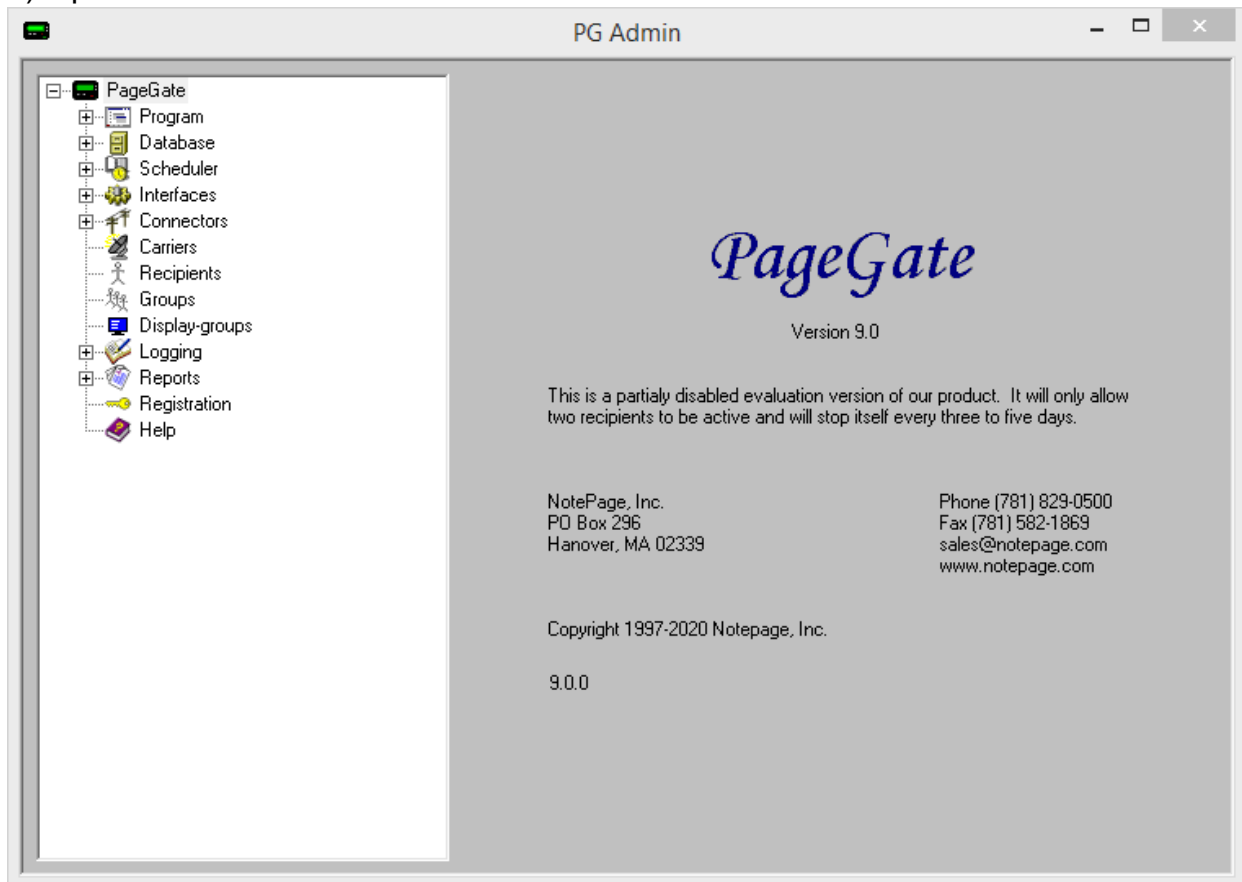 PG Admin
PageGate
Program
Database
Scheduler
Interfaces
Connectors
Carriers
Recipients
Groups
Display-groups
Logging
Reports
Registration
Help
PageGate
Version 9.0
This is a partialy disabled evaluation version of our product. It will only allow
two recipients to be active and will stop itself every three to five days.
NotePage, Inc.
PO Box 296
Hanover, MA 02339
Phone (781) 829-0500
Fax (781) 582-1869
sales@notepage.com
www.notepage.com
Copyright 1997-2020 Notepage, Inc.
9.0.0